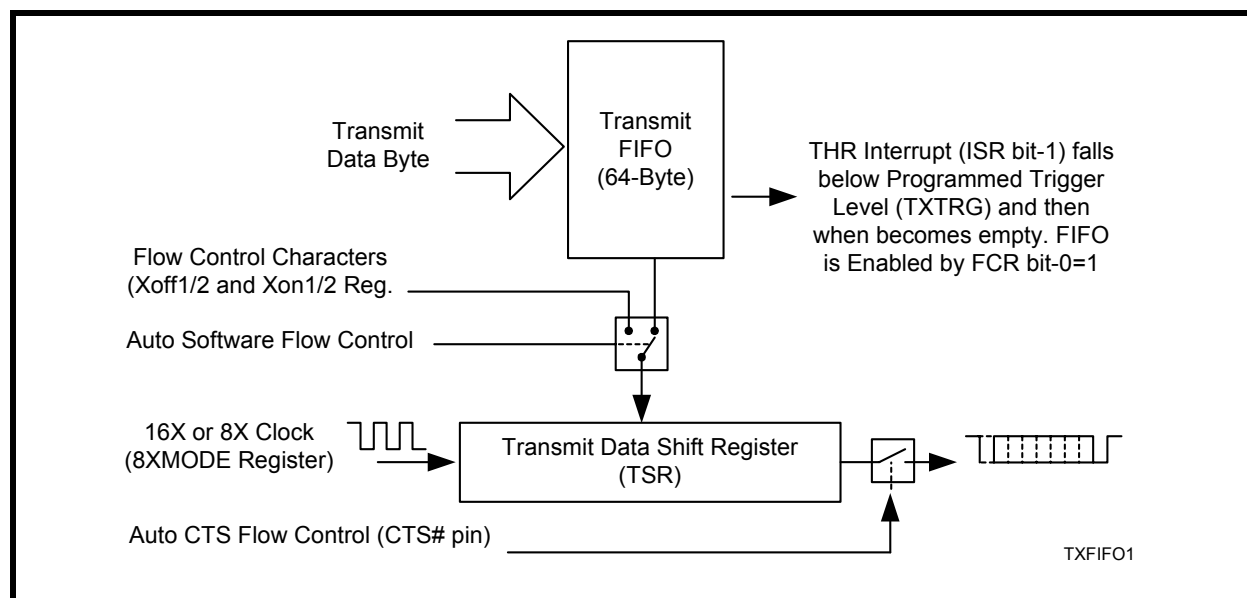 Transmit
Data Byte
Transmit
FIFO
(64-Byte)
THR Interrupt (ISR bit-1) falls
below Programmed Trigger
Level (TXTRG) and then
when becomes empty. FIFO
is Enabled by FCR bit-0=1
Flow Control Characters
(Xoff1/2 and Xon1/2 Reg.
Auto Software Flow Control
16X or 8X Clock
(8XMODE Register)
Transmit Data Shift Register
(TSR)
Auto CTS Flow Control (CTS# pin)
TXFIFO1